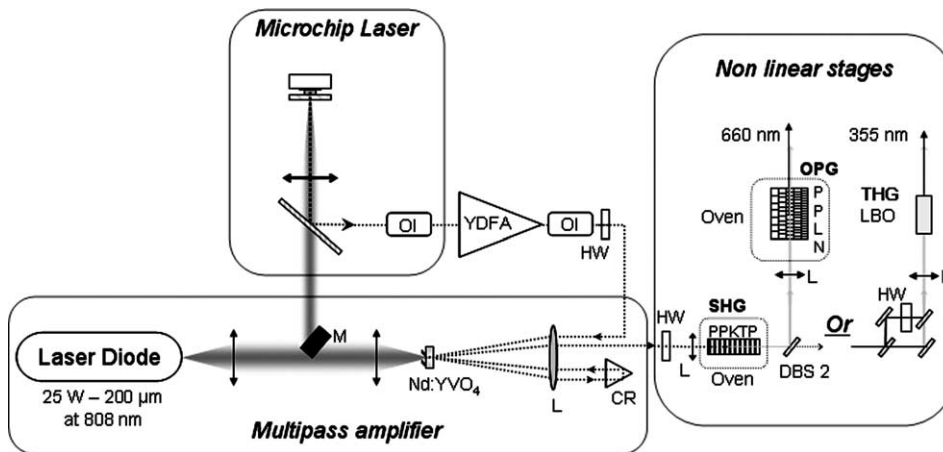 Microchip Laser
OI
YDFA
OI
HW
Non linear stages
660 nm
355 nm
OPG
P
P
L
N
Oven
L
THG
LBO
L
HW
HW
SHG
PPKTP
Oven
L
DBS 2
Or
Laser Diode
25 W – 200 µm
at 808 nm
M
Nd:YVO4
L
CR
Multipass amplifier